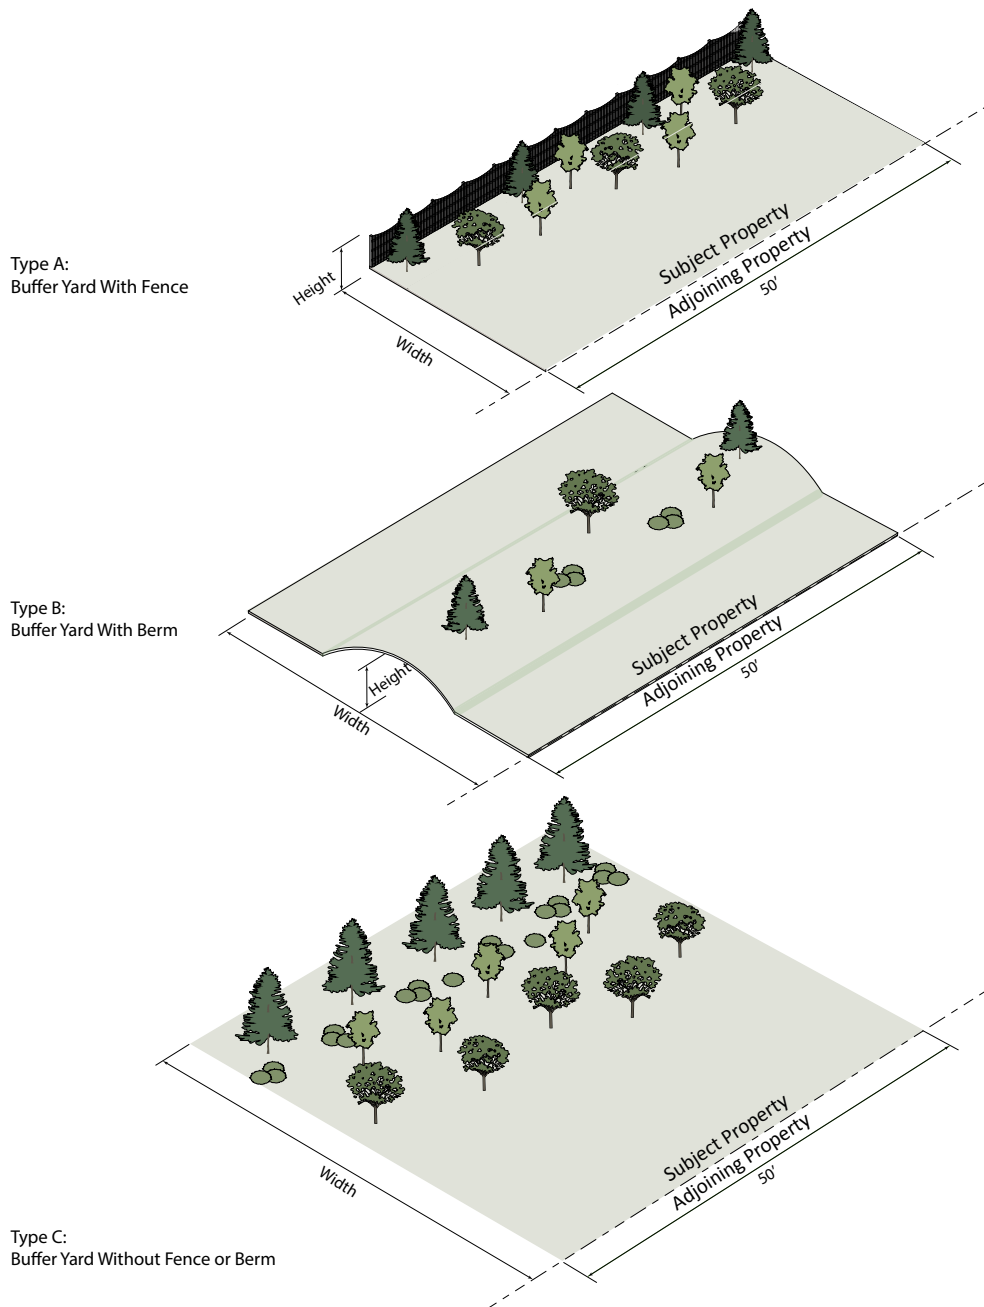 Type A:
Buffer Yard With Fence
Height
Width
Subject Property
Adjoining Property
50'
Type B:
Buffer Yard With Berm
Height
Width
Subject Property
Adjoining Property
50'
Width
Subject Property
Adjoining Property
50'
Type C:
Buffer Yard Without Fence or Berm